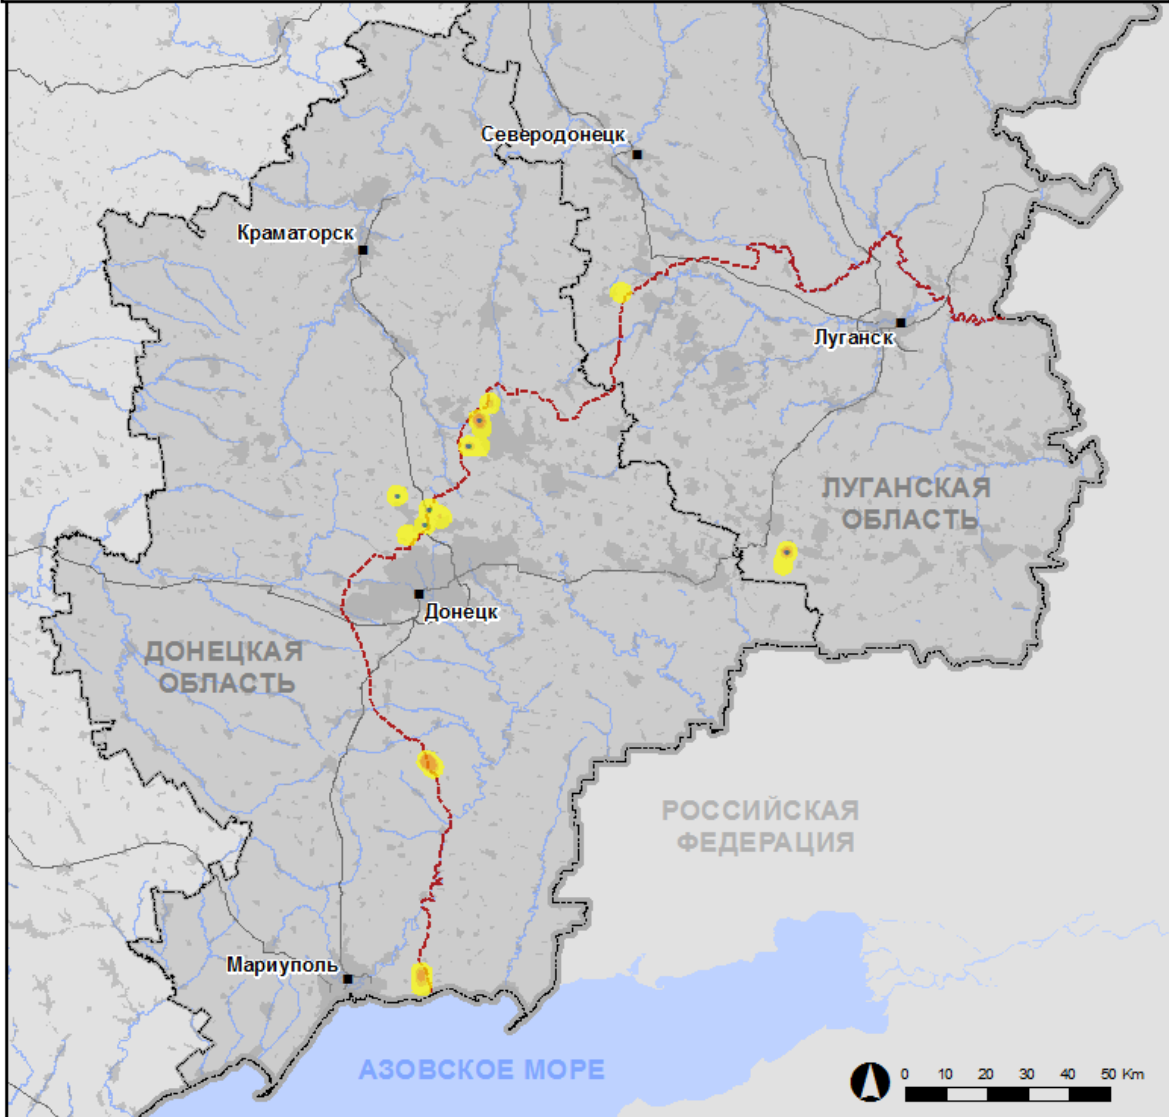 Северодонецк
Краматорск
Луганск
ЛУГАНСКАЯ
ОБЛАСТЬ
Донецк
ДОНЕЦКАЯ
ОБЛАСТЬ
РОССИЙСКАЯ
ФЕДЕРАЦИЯ
Мариуполь
АЗОВСКОЕ МОРЕ
0 10 20 30 40 50 Km